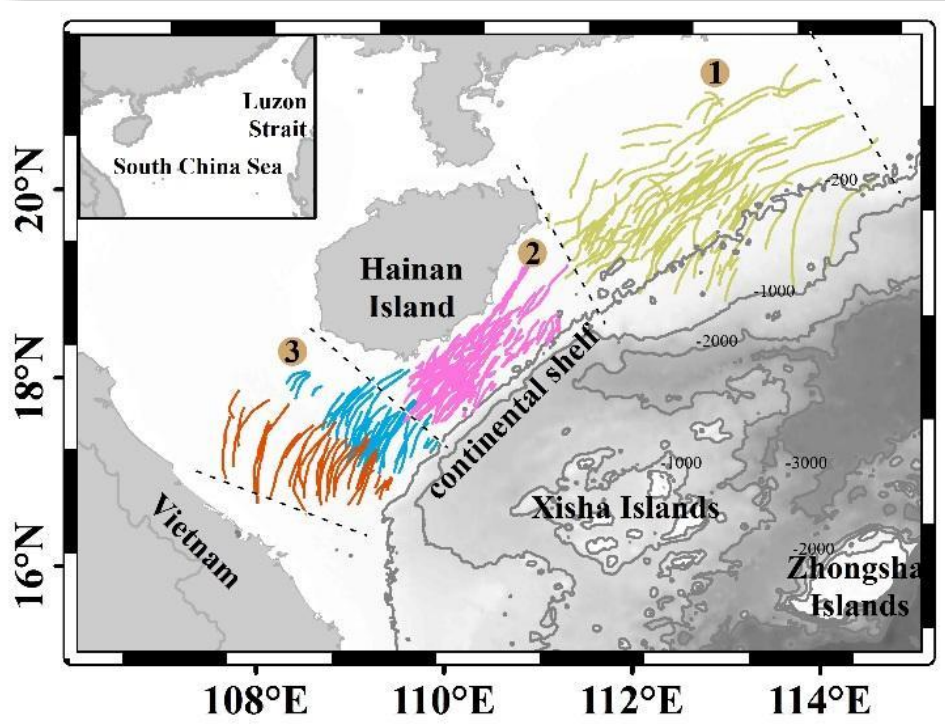 1
Luzon
Strait
South China Sea
-200
20°N
2
Hainan
Island
-1000
-2000
3
18°N
continental shelf
-1000
-3000
Xisha Islands
Vietnam
16°N
-2000
Zhongsha
Islands
108°E
110°E
112°E
114°E